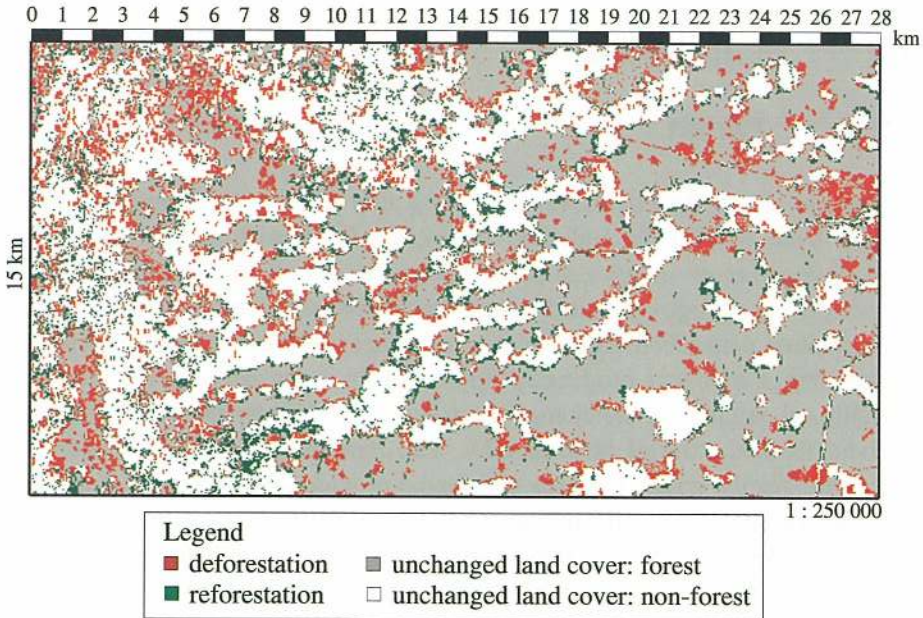 0 1 2 3 4 5 6 7 8 9 10 11 12 13 14 15 16 17 18 19 20 21 22 23 24 25 26 27 28
km
15 km
1 : 250 000
Legend
deforestation unchanged land cover: forest
reforestation unchanged land cover: non-forest